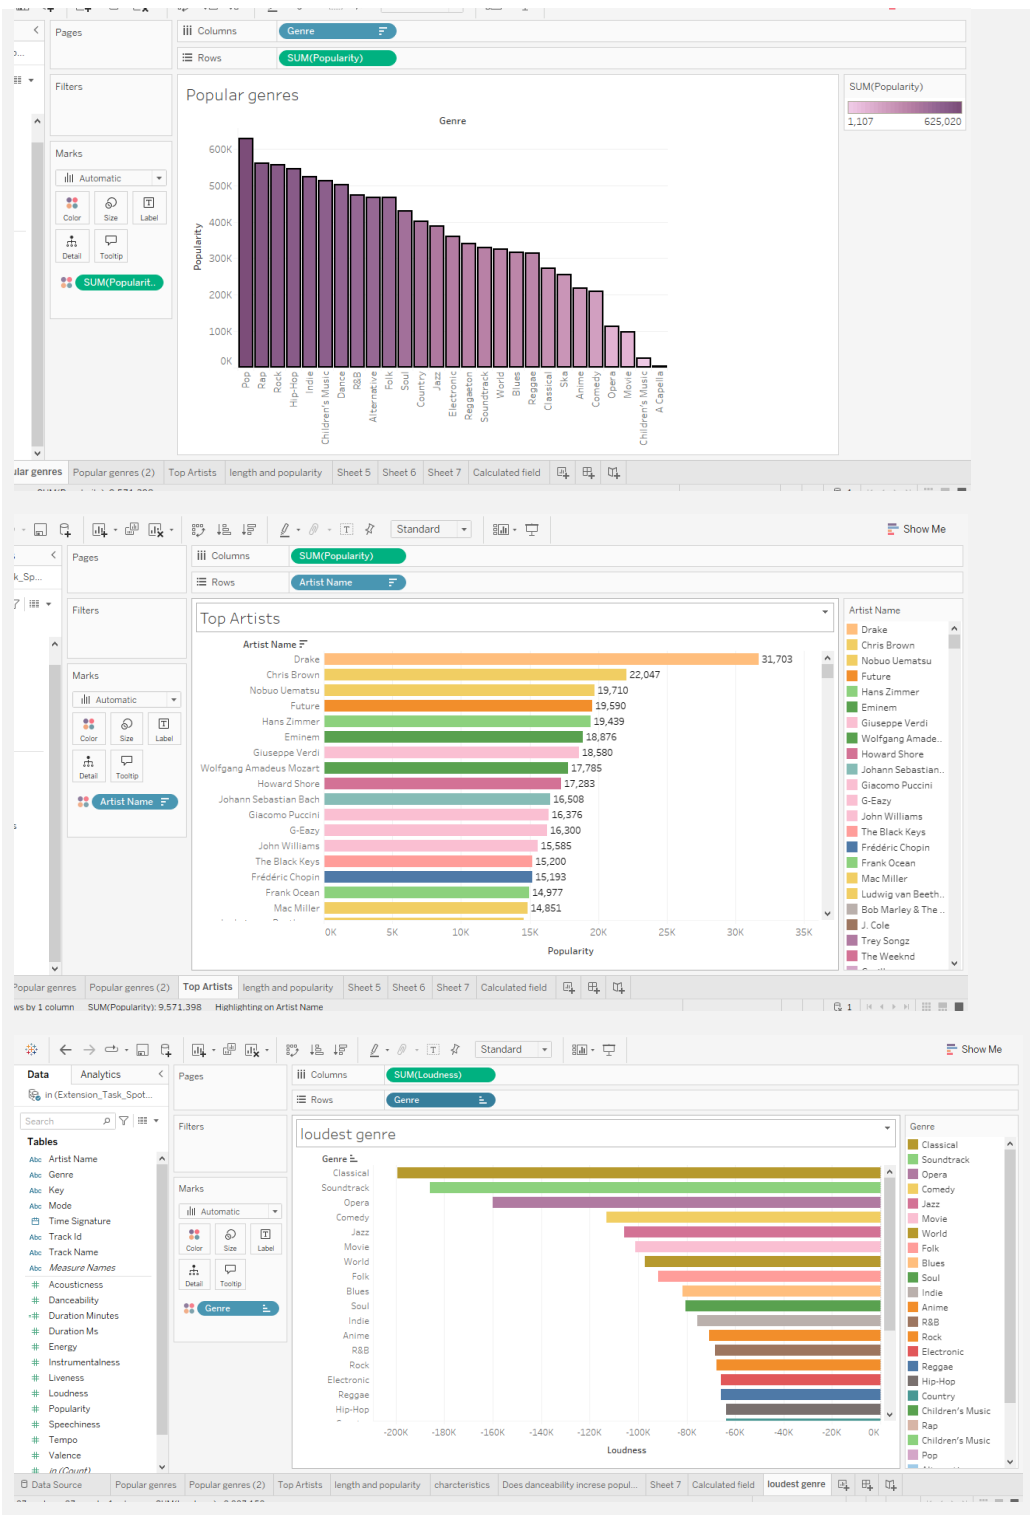 Pages
iii Columns
Genre
Rows
SUM(Popularity)
Filters
Popular genres
SUM(Popularity)
1,107 625,020
Genre
Marks
Automatic
Color Size Label
Detail Tooltip
SUM(Popularit..
Popularity
600K
500K
400K
300K
200K
100K
0K
Pop
Rap
Rock
Hip-Hop
Indie
Children's Music
Dance
R&B
Alternative
Folk
Soul
Country
Jazz
Electronic
Reggaeton
Soundtrack
World
Blues
Reggae
Classical
Ska
Anime
Comedy
Opera
Movie
Children's Music
A Capella
ular genres Popular genres (2) Top Artists length and popularity Sheet 5 Sheet 6 Sheet 7 Calculated field
Standard Show Me
Pages
iii Columns
SUM(Popularity)
k_Sp...
Rows
Artist Name
Filters
Top Artists
Artist Name
Marks
Automatic
Color Size Label
Detail Tooltip
Artist Name
Artist Name
Drake 31,703
Chris Brown 22,047
Nobuo Uematsu 19,710
Future 19,590
Hans Zimmer 19,439
Eminem 18,876
Giuseppe Verdi 18,580
Wolfgang Amadeus Mozart 17,785
Howard Shore 17,283
Johann Sebastian Bach 16,508
Giacomo Puccini 16,376
G-Eazy 16,300
John Williams 15,585
The Black Keys 15,200
Frédéric Chopin 15,193
Frank Ocean 14,977
Mac Miller 14,851
0K 5K 10K 15K 20K 25K 30K 35K
Popularity
Drake
Chris Brown
Nobuo Uematsu
Future
Hans Zimmer
Eminem
Giuseppe Verdi
Wolfgang Amade..
Howard Shore
Johann Sebastian..
Giacomo Puccini
G-Eazy
John Williams
The Black Keys
Frédéric Chopin
Frank Ocean
Mac Miller
Ludwig van Beeth..
Bob Marley & The ..
J. Cole
Trey Songz
The Weeknd
Popular genres Popular genres (2) Top Artists length and popularity Sheet 5 Sheet 6 Sheet 7 Calculated field
ws by 1 column SUM(Popularity): 9,571,398 Highlighting on Artist Name 1
Standard Show Me
Data Analytics
in (Extension_Task_Spot...
Search
Tables
Abc Artist Name
Abc Genre
Abc Key
Abc Mode
Time Signature
Abc Track Id
Abc Track Name
Abc Measure Names
# Acousticness
# Danceability
=# Duration Minutes
# Duration Ms
# Energy
# Instrumentalness
# Liveness
# Loudness
# Popularity
# Speechiness
# Tempo
# Valence
# in (Count)
Pages
Filters
Marks
Automatic
Color Size Label
Detail Tooltip
Genre
iii Columns
SUM(Loudness)
Rows
Genre
loudest genre
Genre
Classical
Soundtrack
Opera
Comedy
Jazz
Movie
World
Folk
Blues
Soul
Indie
Anime
R&B
Rock
Electronic
Reggae
Hip-Hop
-200K -180K -160K -140K -120K -100K -80K -60K -40K -20K 0K
Loudness
Genre
Classical
Soundtrack
Opera
Comedy
Jazz
Movie
World
Folk
Blues
Soul
Indie
Anime
R&B
Rock
Electronic
Reggae
Hip-Hop
Country
Children's Music
Rap
Children's Music
Pop
Data Source Popular genres Popular genres (2) Top Artists length and popularity charcteristics Does danceability increse popul... Sheet 7 Calculated field loudest genre